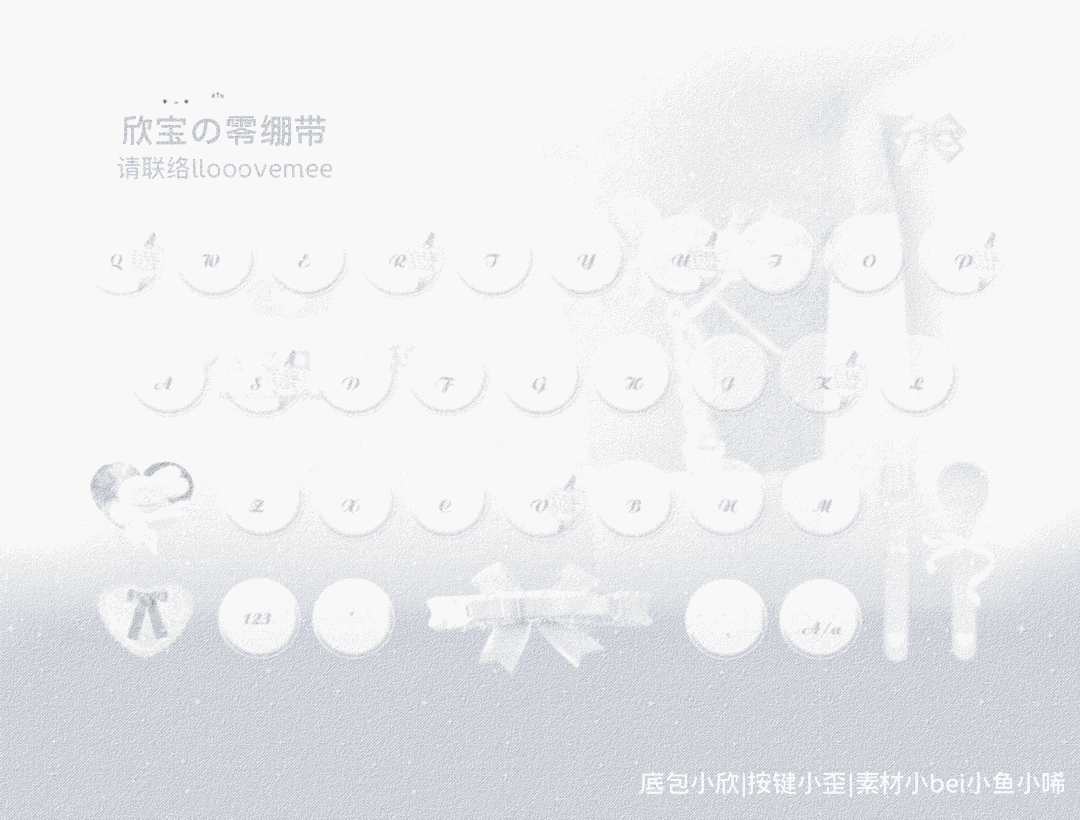 欣宝の零绷带
请联络llooovemee
Q W E R T Y U I O P
A S D F G H J K L
Z X C V B N M
123 , . A/a
底包小欣|按键小歪|素材小bei小鱼小唏